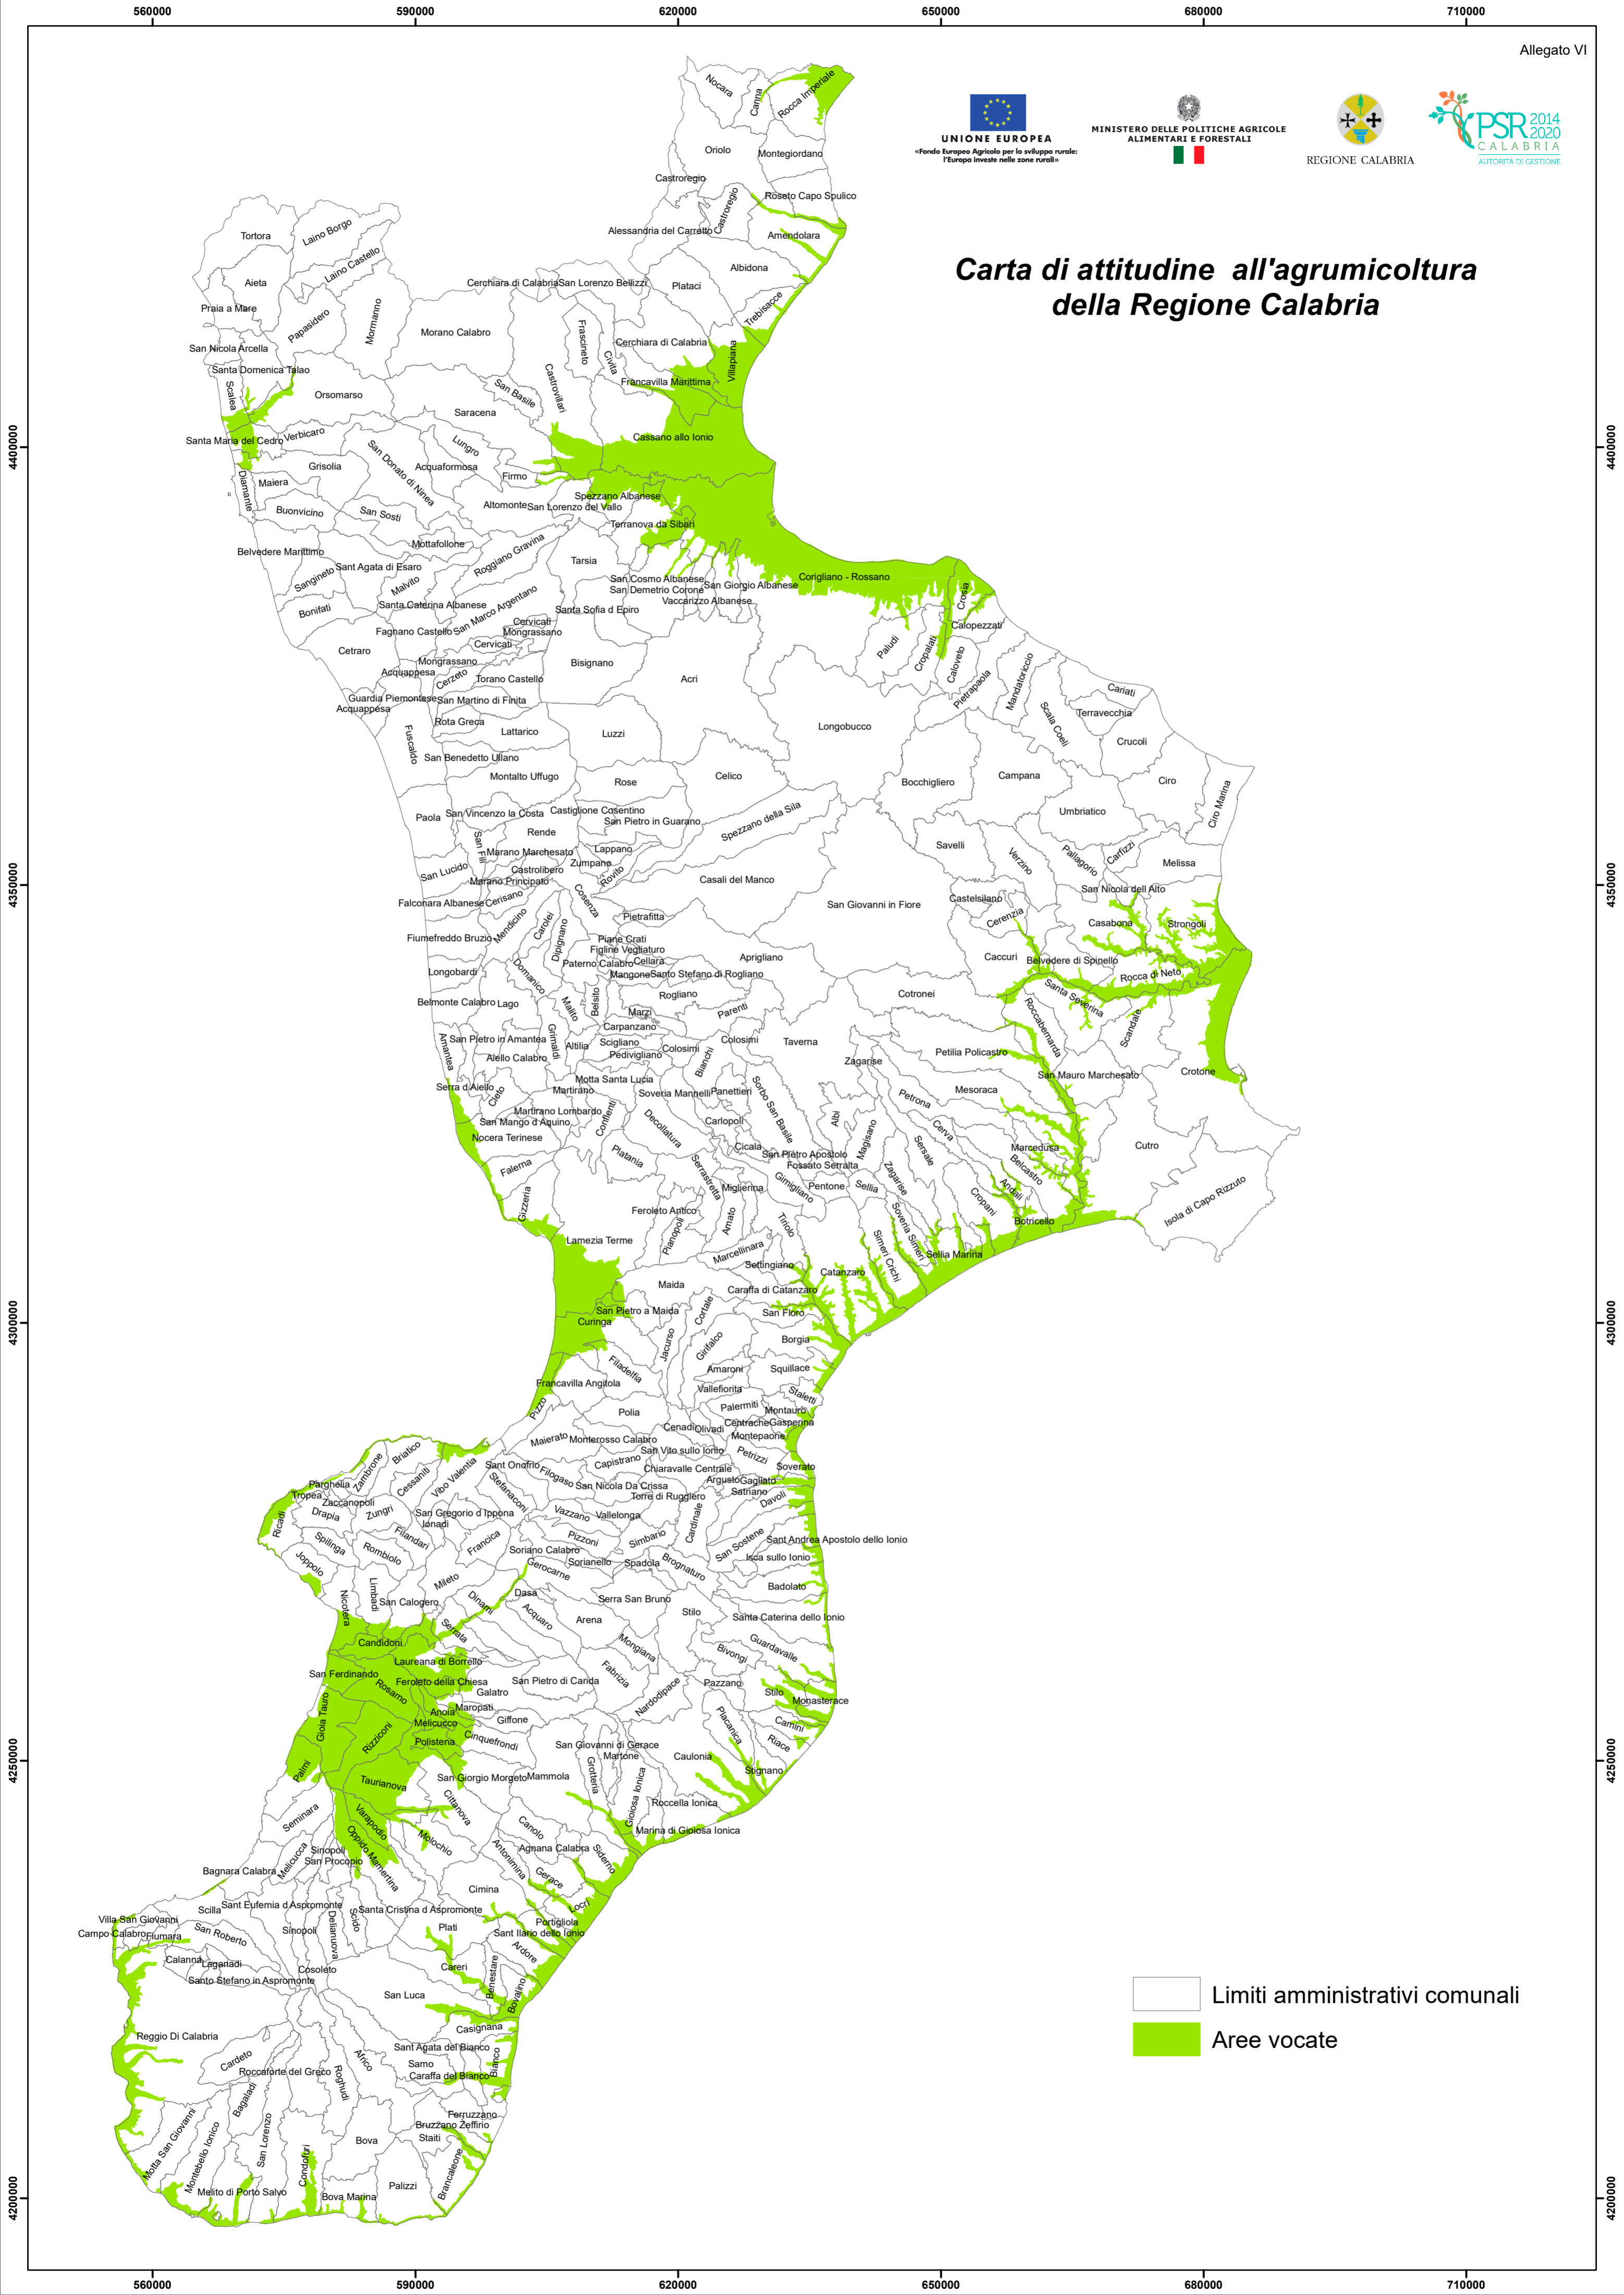 560000 590000 620000 650000 680000 710000
Allegato VI
UNIONE EUROPEA
«Fondo Europeo Agricolo per lo sviluppo rurale:
l'Europa investe nelle zone rurali»
MINISTERO DELLE POLITICHE AGRICOLE
ALIMENTARI E FORESTALI
REGIONE CALABRIA
PSR 2014
2020
CALABRIA
AUTORITÀ DI GESTIONE
Carta di attitudine all'agrumicoltura
della Regione Calabria
Nocara
Canna
Rocca Imperiale
Oriolo
Montegiordano
Castroregio
Castroregio
Roseto Capo Spulico
Alessandria del Carretto
Amendolara
Tortora
Laino Borgo
Laino Castello
Albidona
Aieta
Cerchiara di Calabria
San Lorenzo Bellizzi
Plataci
Praia a Mare
Papasidero
Mormanno
Morano Calabro
Frascineto
Civita
Cerchiara di Calabria
Trebisacce
San Nicola Arcella
Villapiana
Santa Domenica Talao
Scalea
Orsomarso
San Basile
Castrovillari
Francavilla Marittima
Saracena
Santa Maria del Cedro
Verbicaro
Lungro
Cassano allo Ionio
4400000
4400000
Grisolia
San Donato di Ninea
Acquaformosa
Firmo
Diamante
Maiera
Buonvicino
San Sosti
Altomonte
San Lorenzo del Vallo
Spezzano Albanese
Terranova da Sibari
Belvedere Marittimo
Mottafollone
Roggiano Gravina
Tarsia
Sangineto
Sant Agata di Esaro
Malvito
San Cosmo Albanese
San Demetrio Corone
San Giorgio Albanese
Vaccarizzo Albanese
Corigliano - Rossano
Crosia
Bonifati
Santa Caterina Albanese
San Marco Argentano
Santa Sofia d Epiro
Fagnano Castello
Cervicati
Mongrassano
Cervicati
Calopezzati
Cetraro
Mongrassano
Bisignano
Paludi
Cropalati
Caloveto
Acquappesa
Cerzeto
Torano Castello
Acri
Pietrapaola
Mandatoriccio
Cariati
Guardia Piemontese
Acquappesa
San Martino di Finita
Terravecchia
Rota Greca
Fuscaldo
Lattarico
Luzzi
Longobucco
Scala Coeli
Crucoli
San Benedetto Ullano
Montalto Uffugo
Rose
Celico
Bocchigliero
Campana
Ciro
Ciro Marina
Paola
San Vincenzo la Costa
Castiglione Cosentino
San Pietro in Guarano
Spezzano della Sila
Umbriatico
Rende
San Fili
Marano Marchesato
Lappano
Zumpano
Rovito
Savelli
Verzino
Pallagorio
Carfizzi
Melissa
San Lucido
Castrolibero
Marano Principato
Casali del Manco
4350000
4350000
San Nicola dell Alto
Falconara Albanese
Cerisano
Cosenza
San Giovanni in Fiore
Castelsilano
Cerenzia
Casabona
Strongoli
Fiumefreddo Bruzio
Mendicino
Carolei
Dipignano
Pietrafitta
Piane Crati
Figline Vegliaturo
Cellara
Paterno Calabro
Mangone
Santo Stefano di Rogliano
Aprigliano
Caccuri
Belvedere di Spinello
Rocca di Neto
Longobardi
Domanico
Belmonte Calabro
Lago
Malito
Belsito
Rogliano
Marzi
Parenti
Cotronei
Santa Severina
Roccabernarda
Scandale
Amantea
San Pietro in Amantea
Grimaldi
Carpanzano
Altilia
Scigliano
Pedivigliano
Colosimi
Colosimi
Bianchi
Taverna
Aiello Calabro
Zagarise
Petilia Policastro
San Mauro Marchesato
Crotone
Serra d Aiello
Cleto
Martirano
Motta Santa Lucia
Soveria Mannelli
Panettieri
Sorbo San Basile
Mesoraca
Petrona
Martirano Lombardo
San Mango d Aquino
Conflenti
Decollatura
Carlopoli
Albi
Magisano
Cerva
Sersale
Nocera Terinese
Cicala
San Pietro Apostolo
Fossato Serralta
Marcedusa
Belcastro
Cutro
Falerna
Platania
Serrastretta
Miglierina
Gimigliano
Pentone
Sellia
Zagarise
Andali
Cropani
Isola di Capo Rizzuto
Gizzeria
Feroleto Antico
Pianopoli
Amato
Tiriolo
Soveria Simeri
Botricello
Lamezia Terme
Marcellinara
Simeri Crichi
Sellia Marina
Settingiano
Catanzaro
Maida
Caraffa di Catanzaro
San Pietro a Maida
Cortale
San Floro
4300000
4300000
Curinga
Jacurso
Girifalco
Borgia
Filadelfia
Amaroni
Squillace
Francavilla Angitola
Vallefiorita
Staletti
Pizzo
Polia
Palermiti
Montauro
Centrache
Gasperina
Cenadi
Olivadi
Montepaone
Maierato
Monterosso Calabro
San Vito sullo Ionio
Petrizzi
Briatico
Zambrone
Cessaniti
Vibo Valentia
Sant Onofrio
Filogaso
Capistrano
Chiaravalle Centrale
Soverato
Parghelia
Tropea
Zaccanopoli
Stefanaconi
San Nicola Da Crissa
Argusto
Gagliato
Satriano
Torre di Ruggiero
Davoli
Ricadi
Drapia
Zungri
San Gregorio d Ippona
Ionadi
Vazzano
Vallelonga
Cardinale
Spilinga
Filandari
Francica
Pizzoni
Simbario
San Sostene
Sant Andrea Apostolo dello Ionio
Joppolo
Rombiolo
Soriano Calabro
Sorianello
Spadola
Brognaturo
Isca sullo Ionio
Gerocarne
Badolato
Nicotera
Limbadi
Mileto
San Calogero
Dinami
Dasa
Acquaro
Arena
Serra San Bruno
Stilo
Santa Caterina dello Ionio
Candidoni
Serrata
Mongiana
Guardavalle
Laureana di Borrello
Bivongi
San Ferdinando
Rosarno
Feroleto della Chiesa
San Pietro di Carida
Fabrizia
Nardodipace
Pazzano
Galatro
Stilo
Monasterace
Gioia Tauro
Anoia
Maropati
Melicucco
Giffone
Placanica
Camini
Rizziconi
Polistena
Cinquefrondi
San Giovanni di Gerace
Martone
Caulonia
Riace
4250000
4250000
Palmi
Taurianova
San Giorgio Morgeto
Mammola
Grotteria
Gioiosa Ionica
Stignano
Seminara
Varapodio
Cittanova
Roccella Ionica
Oppido Mamertina
Molochio
Canolo
Marina di Gioiosa Ionica
Melicucca
Sinopoli
San Procopio
Antonimina
Agnana Calabra
Siderno
Bagnara Calabra
Gerace
Cimina
Scilla
Sant Eufemia d Aspromonte
Scido
Santa Cristina d Aspromonte
Locri
Villa San Giovanni
Campo Calabro
Fiumara
San Roberto
Sinopoli
Delianuova
Plati
Portigliola
Sant Ilario dello Ionio
Ardore
Calanna
Laganadi
Cosoleto
Careri
Benestare
Santo Stefano in Aspromonte
San Luca
Bovalino
Limiti amministrativi comunali
Aree vocate
Reggio Di Calabria
Casignana
Cardeto
Africo
Sant Agata del Bianco
Bianco
Roccaforte del Greco
Roghudi
Samo
Caraffa del Bianco
Bagaladi
Motta San Giovanni
Montebello Ionico
San Lorenzo
Ferruzzano
Bruzzano Zeffirio
Staiti
Bova
Condofuri
Brancaleone
Palizzi
Melito di Porto Salvo
Bova Marina
4200000
4200000
560000 590000 620000 650000 680000 710000